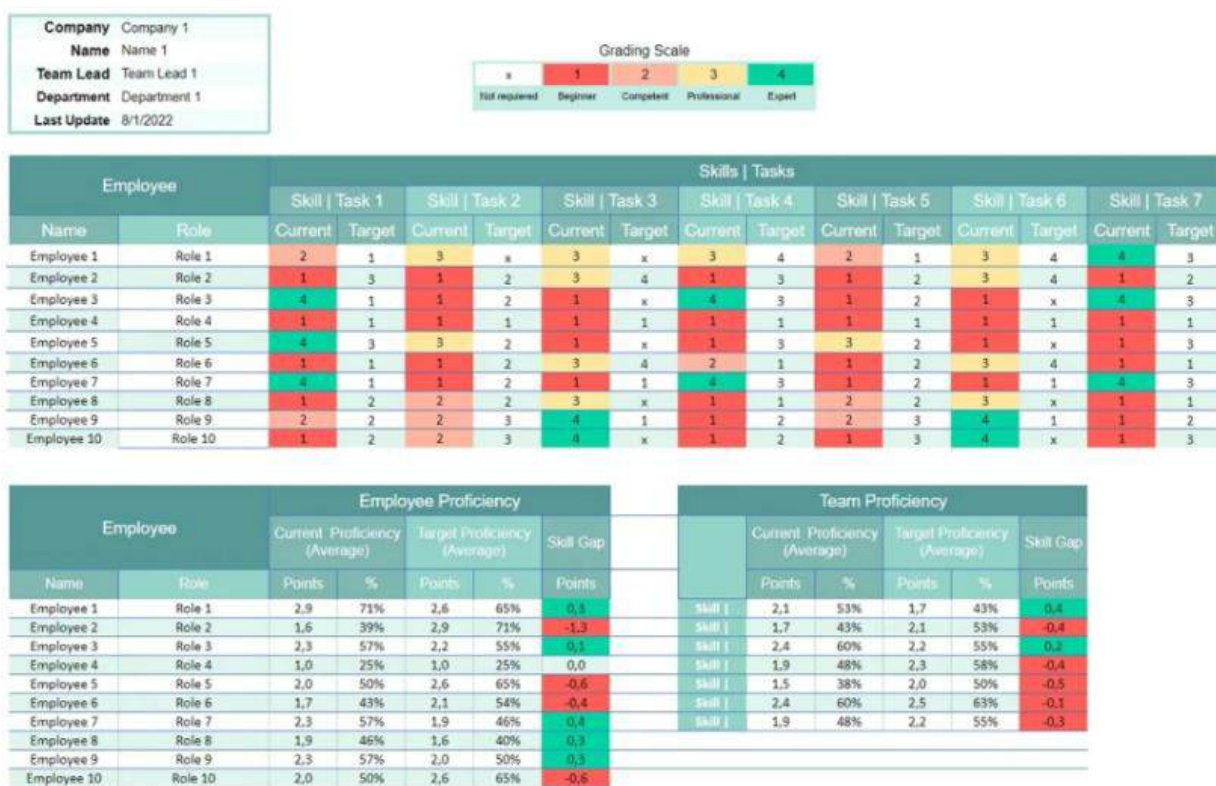 Company Company 1
Name Name 1
Team Lead Team Lead 1
Department Department 1
Last Update 8/1/2022
Grading Scale
x 1 2 3 4
Not requiered Beginner Competent Professional Expert
Employee Skills | Tasks
Skill | Task 1 Skill | Task 2 Skill | Task 3 Skill | Task 4 Skill | Task 5 Skill | Task 6 Skill | Task 7
Name Role Current Target Current Target Current Target Current Target Current Target Current Target Current Target
Employee 1 Role 1 2 1 3 x 3 x 3 4 2 1 3 4 4 3
Employee 2 Role 2 1 3 1 2 3 4 1 3 1 2 3 4 1 2
Employee 3 Role 3 4 1 1 2 1 x 4 3 1 2 1 x 4 3
Employee 4 Role 4 1 1 1 1 1 1 1 1 1 1 1 1 1 1
Employee 5 Role 5 4 3 3 2 1 x 1 3 3 2 1 x 1 3
Employee 6 Role 6 1 1 1 2 3 4 2 1 1 2 3 4 1 1
Employee 7 Role 7 4 1 1 2 1 1 4 3 1 2 1 1 4 3
Employee 8 Role 8 1 2 2 2 3 x 1 1 2 2 3 x 1 1
Employee 9 Role 9 2 2 2 3 4 1 1 2 2 3 4 1 1 2
Employee 10 Role 10 1 2 2 3 4 x 1 2 1 3 4 x 1 3
Employee Employee Proficiency Team Proficiency
Current Proficiency (Average) Target Proficiency (Average) Skill Gap Current Proficiency (Average) Target Proficiency (Average) Skill Gap
Name Role Points % Points % Points Points % Points % Points
Employee 1 Role 1 2,9 71% 2,6 65% 0,3 Skill | 2,1 53% 1,7 43% 0,4
Employee 2 Role 2 1,6 39% 2,9 71% -1,3 Skill | 1,7 43% 2,1 53% -0,4
Employee 3 Role 3 2,3 57% 2,2 55% 0,1 Skill | 2,4 60% 2,2 55% 0,2
Employee 4 Role 4 1,0 25% 1,0 25% 0,0 Skill | 1,9 48% 2,3 58% -0,4
Employee 5 Role 5 2,0 50% 2,6 65% -0,6 Skill | 1,5 38% 2,0 50% -0,5
Employee 6 Role 6 1,7 43% 2,1 54% -0,4 Skill | 2,4 60% 2,5 63% -0,1
Employee 7 Role 7 2,3 57% 1,9 46% 0,4 Skill | 1,9 48% 2,2 55% -0,3
Employee 8 Role 8 1,9 46% 1,6 40% 0,3
Employee 9 Role 9 2,3 57% 2,0 50% 0,3
Employee 10 Role 10 2,0 50% 2,6 65% -0,6